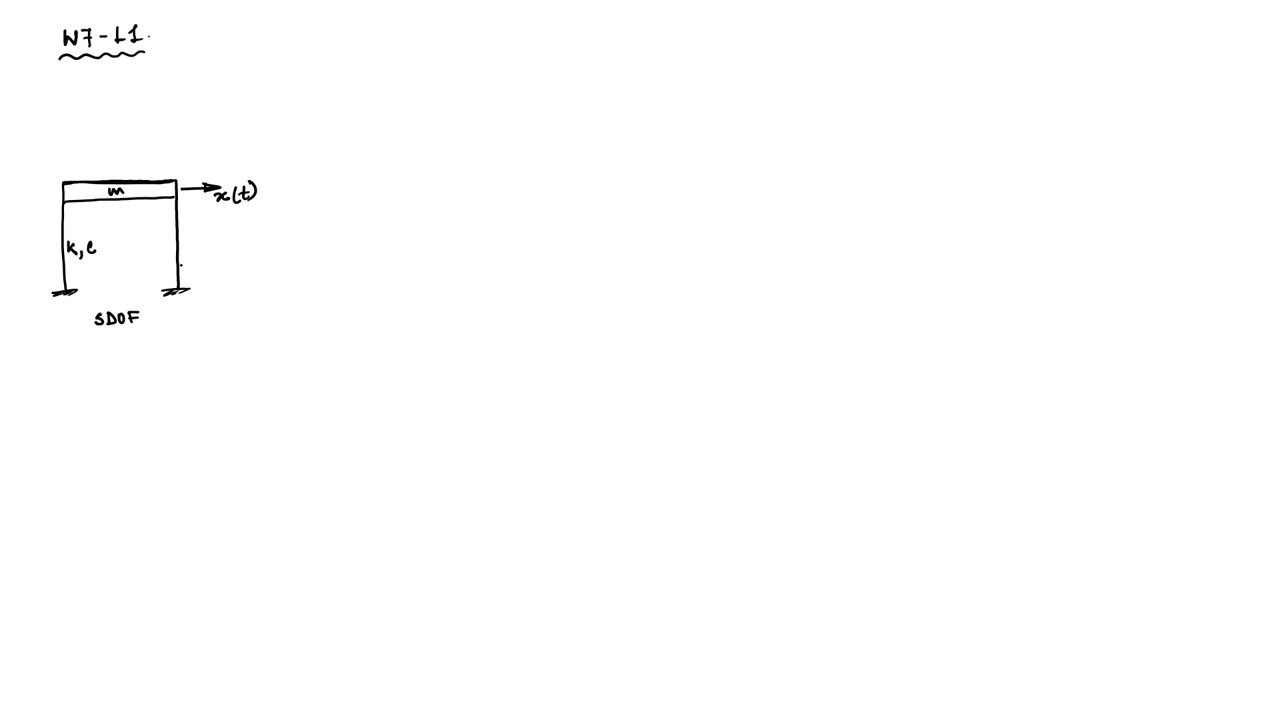 W7-L1.
m
x(t)
k, c
SDOF